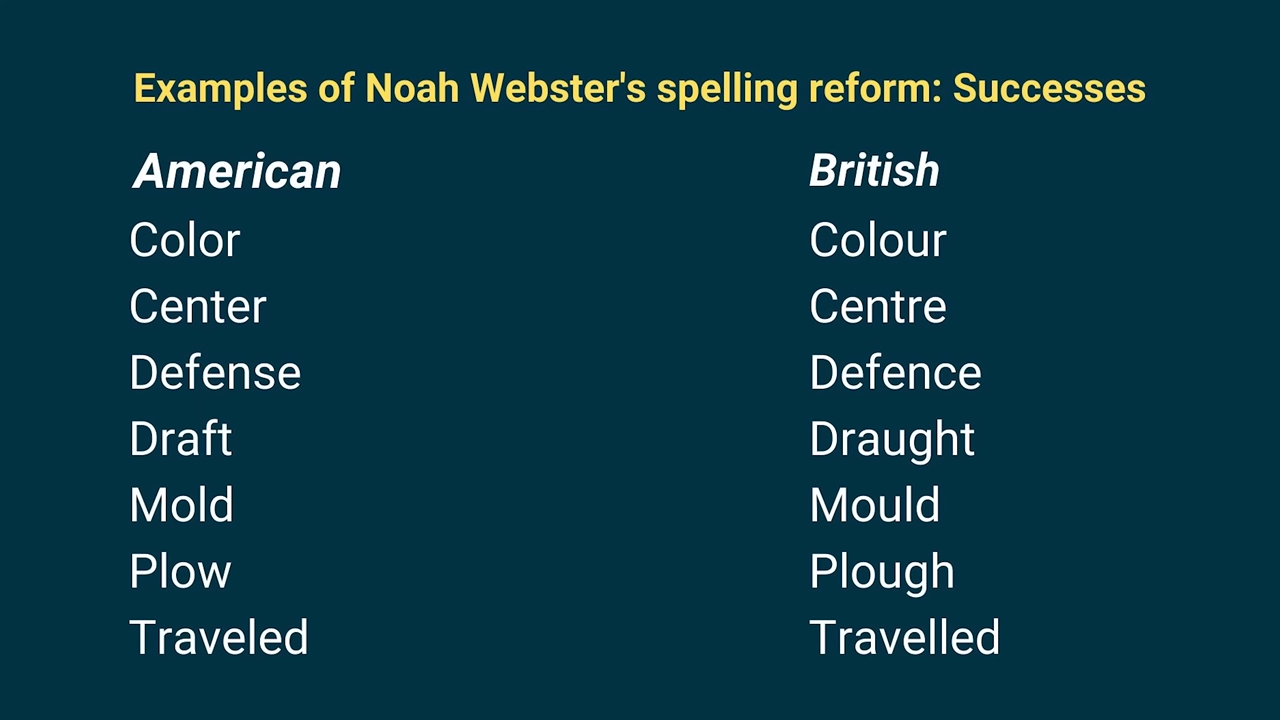 Examples of Noah Webster's spelling reform: Successes
American British
Color Colour
Center Centre
Defense Defence
Draft Draught
Mold Mould
Plow Plough
Traveled Travelled